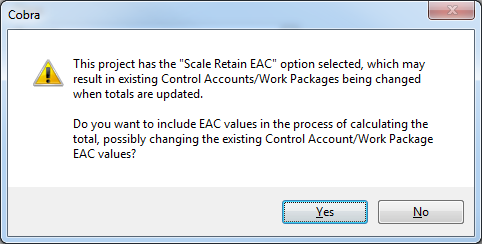 Cobra
This project has the "Scale Retain EAC" option selected, which may
result in existing Control Accounts/Work Packages being changed
when totals are updated.
Do you want to include EAC values in the process of calculating the
total, possibly changing the existing Control Account/Work Package
EAC values?
Yes
No